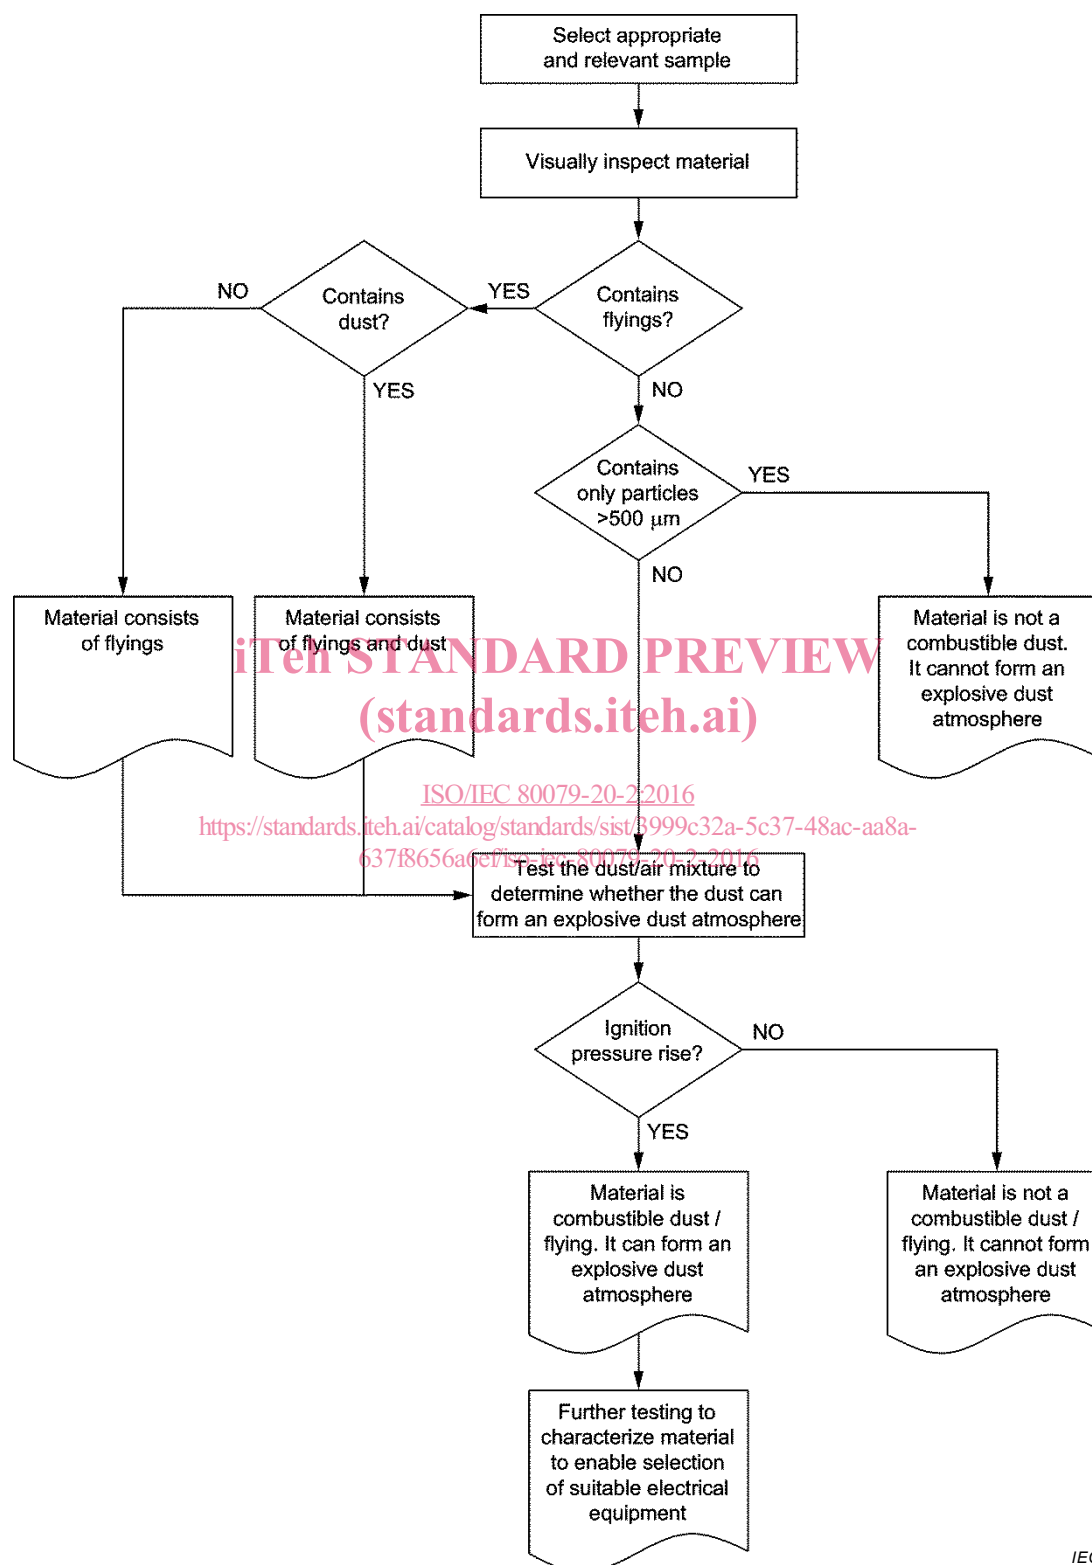 Select appropriate
and relevant sample
Visually inspect material
NO
Contains
dust?
YES
Contains
flyings?
YES
NO
Contains
only particles
>500 µm
YES
NO
Material consists
of flyings
Material consists
of flyings and dust
Material is not a
combustible dust.
It cannot form an
explosive dust
atmosphere
iTeh STANDARD PREVIEW
(standards.iteh.ai)
ISO/IEC 80079-20-2:2016
https://standards.iteh.ai/catalog/standards/sist/3999c32a-5c37-48ac-aa8a-
637f8656a6ef/iso-iec-80079-20-2-2016
Test the dust/air mixture to
determine whether the dust can
form an explosive dust atmosphere
Ignition
pressure rise?
NO
YES
Material is
combustible dust /
flying. It can form an
explosive dust
atmosphere
Material is not a
combustible dust /
flying. It cannot form
an explosive dust
atmosphere
Further testing to
characterize material
to enable selection
of suitable electrical
equipment